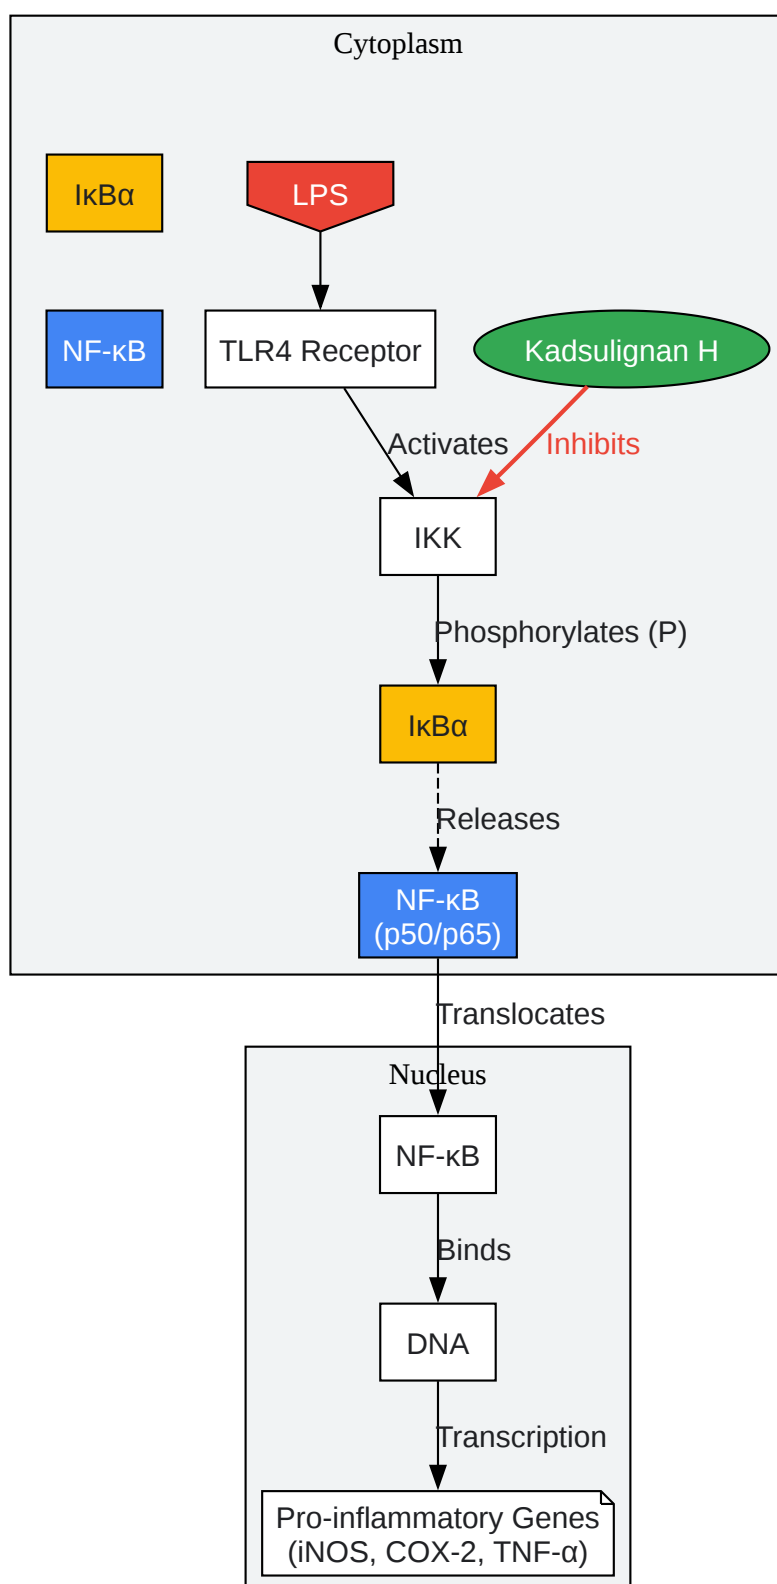 Cytoplasm
IκBα
LPS
NF-κB
TLR4 Receptor
Kadsulignan H
Activates
Inhibits
IKK
Phosphorylates (P)
IκBα
Releases
NF-κB
(p50/p65)
Translocates
Nucleus
NF-κB
Binds
DNA
Transcription
Pro-inflammatory Genes
(iNOS, COX-2, TNF-α)